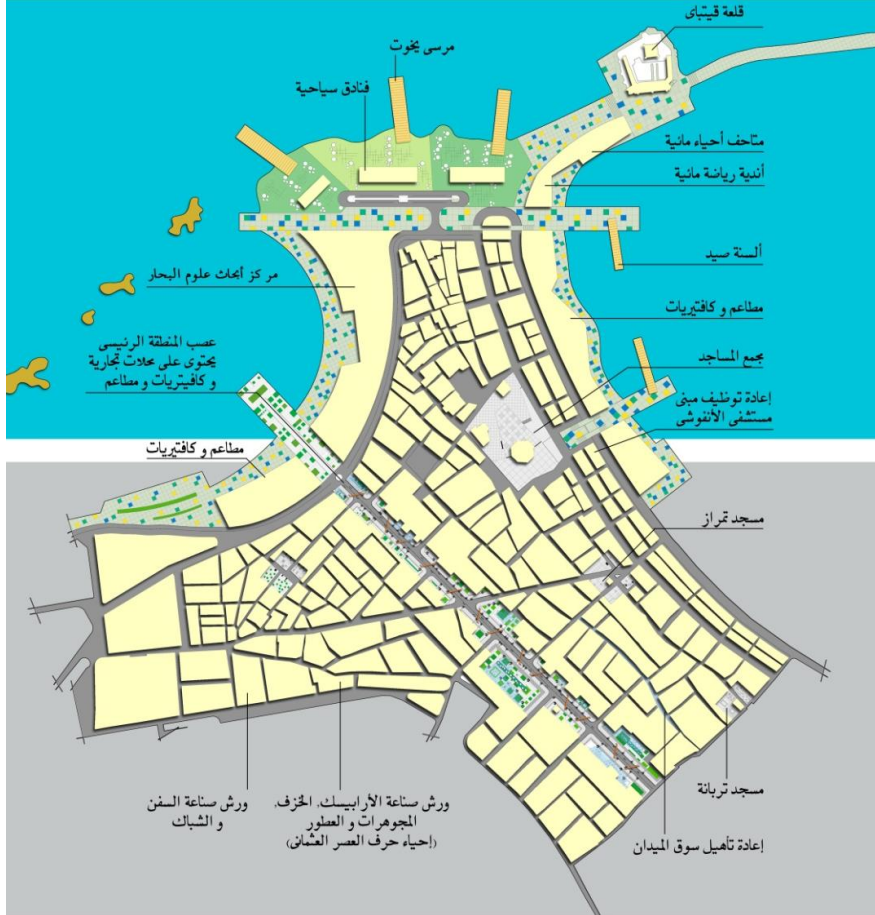 قلعة قيتباى
مرسى يخوت
فنادق سياحية
متاحف أحياء مائية
أندية رياضة مائية
ألسنة صيد
مركز أبحاث علوم البحار
مطاعم و كافتيريات
عصب المنطقة الرئيسى
يحتوى على محلات تجارية
و كافيتريات و مطاعم
مجمع المساجد
إعادة توظيف مبنى
مستشفى الأنفوشى
مطاعم و كافتيريات
مسجد تمراز
مسجد تربانة
إعادة تأهيل سوق الميدان
ورش صناعة الأرابيسك، الخزف،
المجوهرات و العطور
(إحياء حرف العصر العثمانى)
ورش صناعة السفن
و الشباك